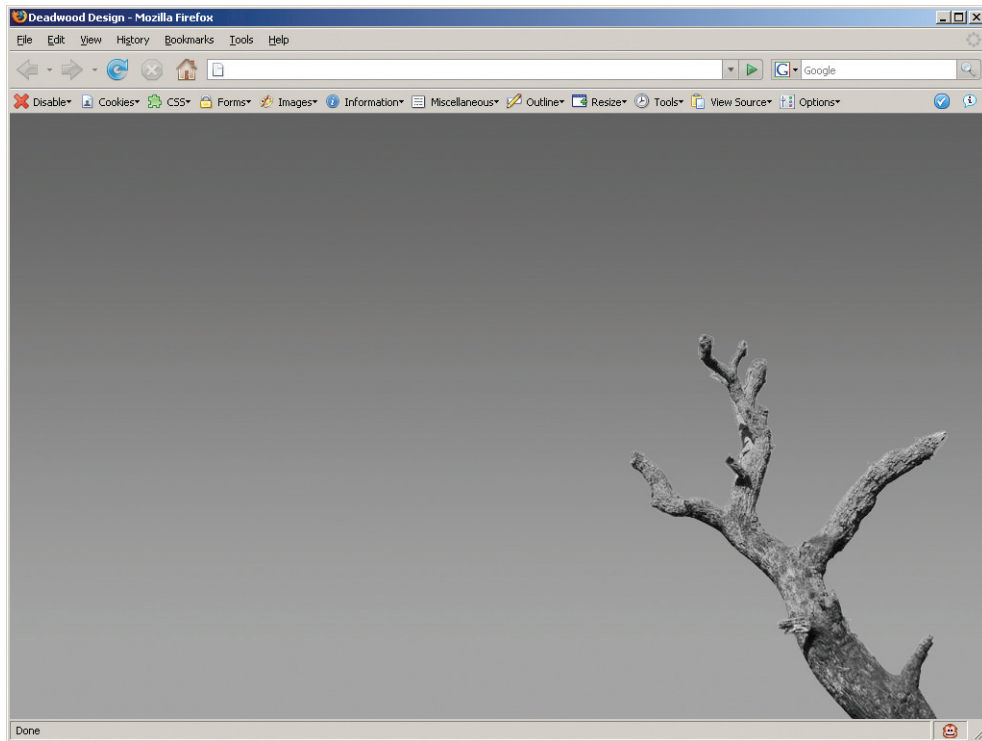 Deadwood Design - Mozilla Firefox
File Edit View History Bookmarks Tools Help
G Google
Disable Cookies CSS Forms Images Information Miscellaneous Outline Resize Tools View Source Options
Done